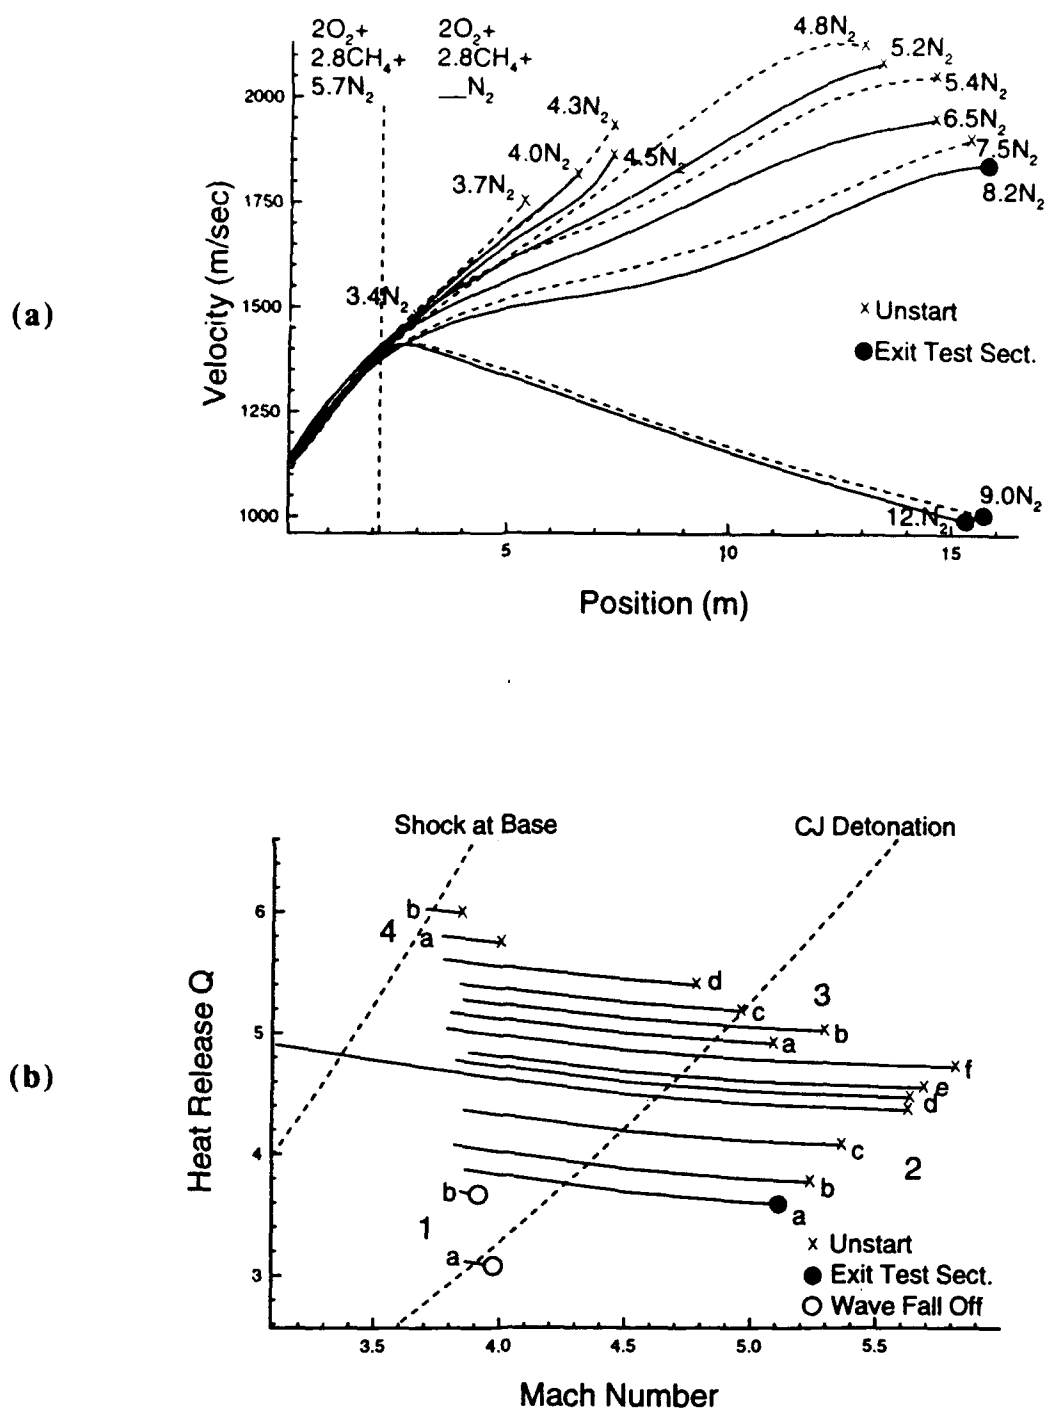 2O₂+ 2O₂+
2.8CH₄+ 2.8CH₄+
5.7N₂ __N₂
4.8N₂
5.2N₂
5.4N₂
4.3N₂
6.5N₂
4.0N₂
4.5N₂
7.5N₂
3.7N₂
8.2N₂
3.4N₂
2000
1750
1500
1250
1000
Velocity (m/sec)
(a)
x Unstart
● Exit Test Sect.
9.0N₂
12.N₂
5 10 15
Position (m)
Shock at Base
CJ Detonation
6
5
4
3
Heat Release Q
(b)
b
4
a
d
3
c
b
a
f
e
d
c
2
b
a
b
1
a
x Unstart
● Exit Test Sect.
O Wave Fall Off
3.5 4.0 4.5 5.0 5.5
Mach Number